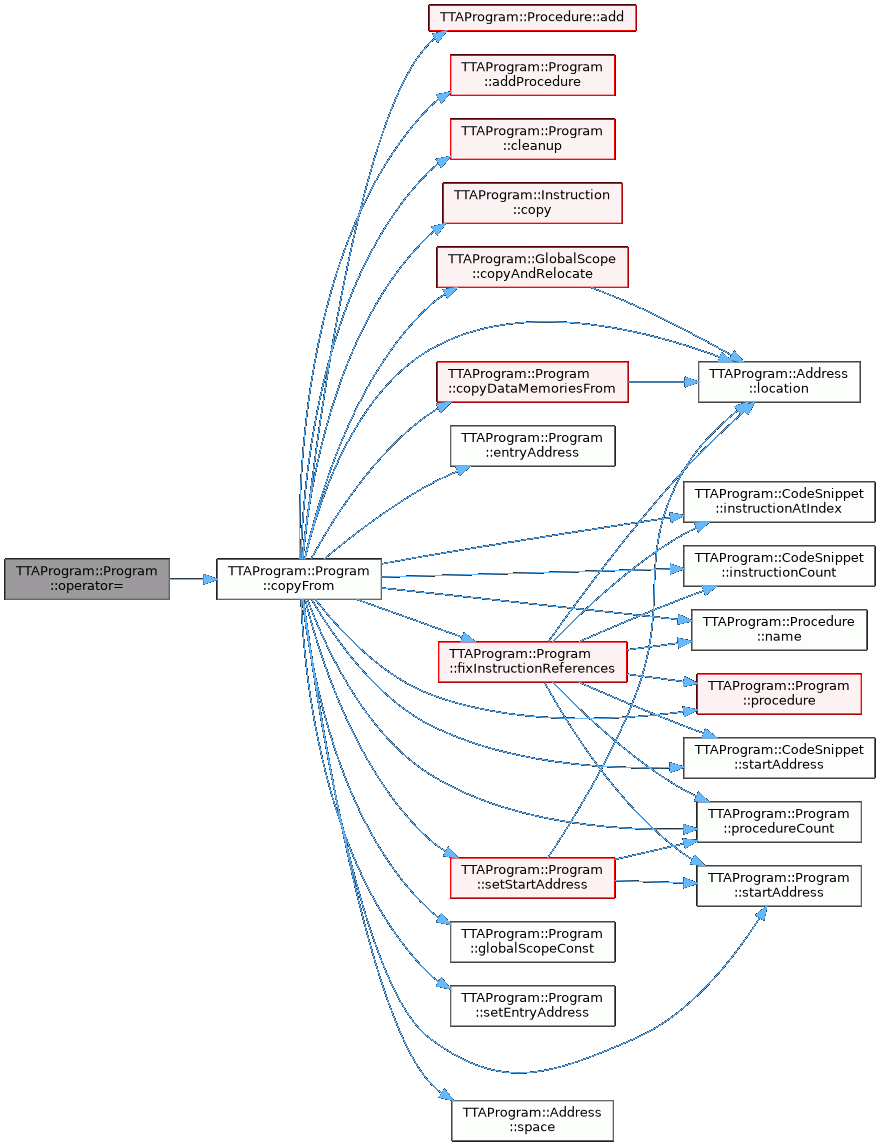 TTAProgram::Procedure::add
TTAProgram::Program
::addProcedure
TTAProgram::Program
::cleanup
TTAProgram::Instruction
::copy
TTAProgram::GlobalScope
::copyAndRelocate
TTAProgram::Address
::location
TTAProgram::Program
::copyDataMemoriesFrom
TTAProgram::Program
::entryAddress
TTAProgram::CodeSnippet
::instructionAtIndex
TTAProgram::CodeSnippet
::instructionCount
TTAProgram::Program
::operator=
TTAProgram::Program
::copyFrom
TTAProgram::Procedure
::name
TTAProgram::Program
::fixInstructionReferences
TTAProgram::Program
::procedure
TTAProgram::CodeSnippet
::startAddress
TTAProgram::Program
::procedureCount
TTAProgram::Program
::setStartAddress
TTAProgram::Program
::startAddress
TTAProgram::Program
::globalScopeConst
TTAProgram::Program
::setEntryAddress
TTAProgram::Address
::space